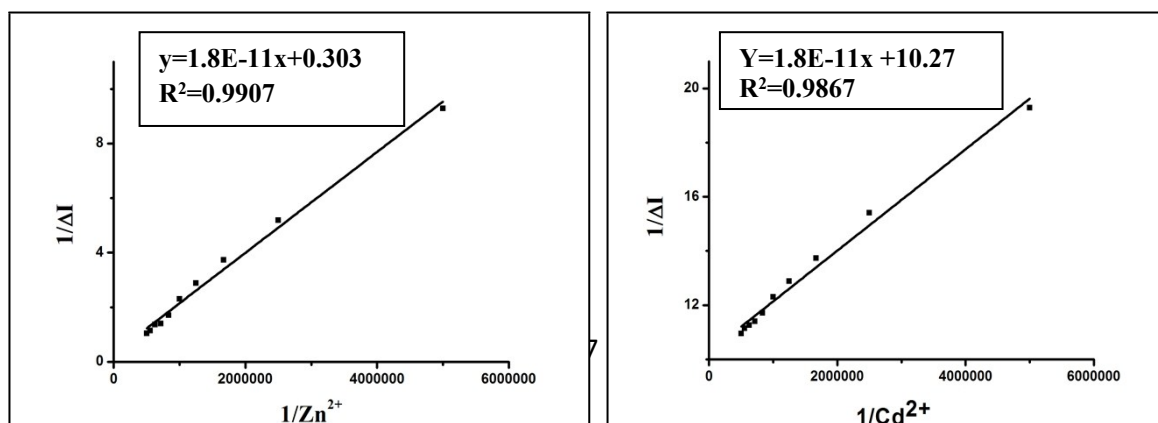 y=1.8E-11x+0.303
R²=0.9907
8
4
0
1/ΔI
0
2000000
4000000
6000000
1/Zn²⁺
Y=1.8E-11x +10.27
R²=0.9867
20
16
12
1/ΔI
0
2000000
4000000
6000000
1/Cd²⁺